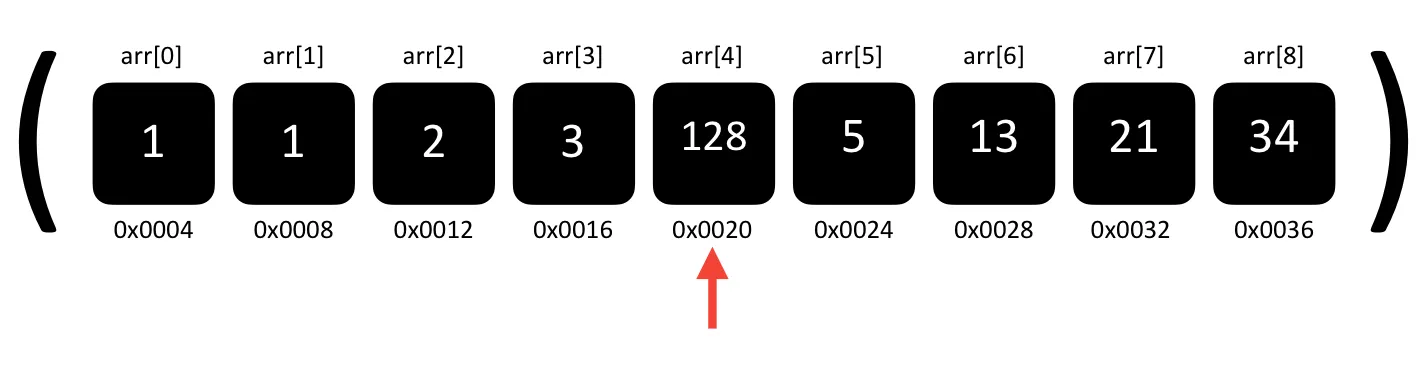 arr[0] arr[1] arr[2] arr[3] arr[4] arr[5] arr[6] arr[7] arr[8]
( 1 1 2 3 128 5 13 21 34 )
0x0004 0x0008 0x0012 0x0016 0x0020 0x0024 0x0028 0x0032 0x0036